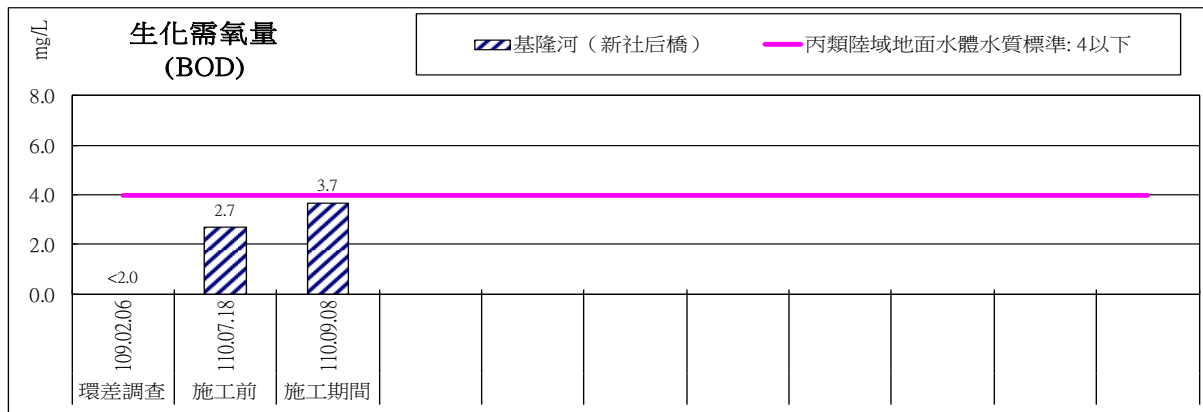 mg/L
生化需氧量
(BOD)
基隆河（新社后橋）
丙類陸域地面水體水質標準: 4以下
8.0
6.0
4.0
2.0
0.0
<2.0
2.7
3.7
109.02.06
110.07.18
110.09.08
環差調查
施工前
施工期間